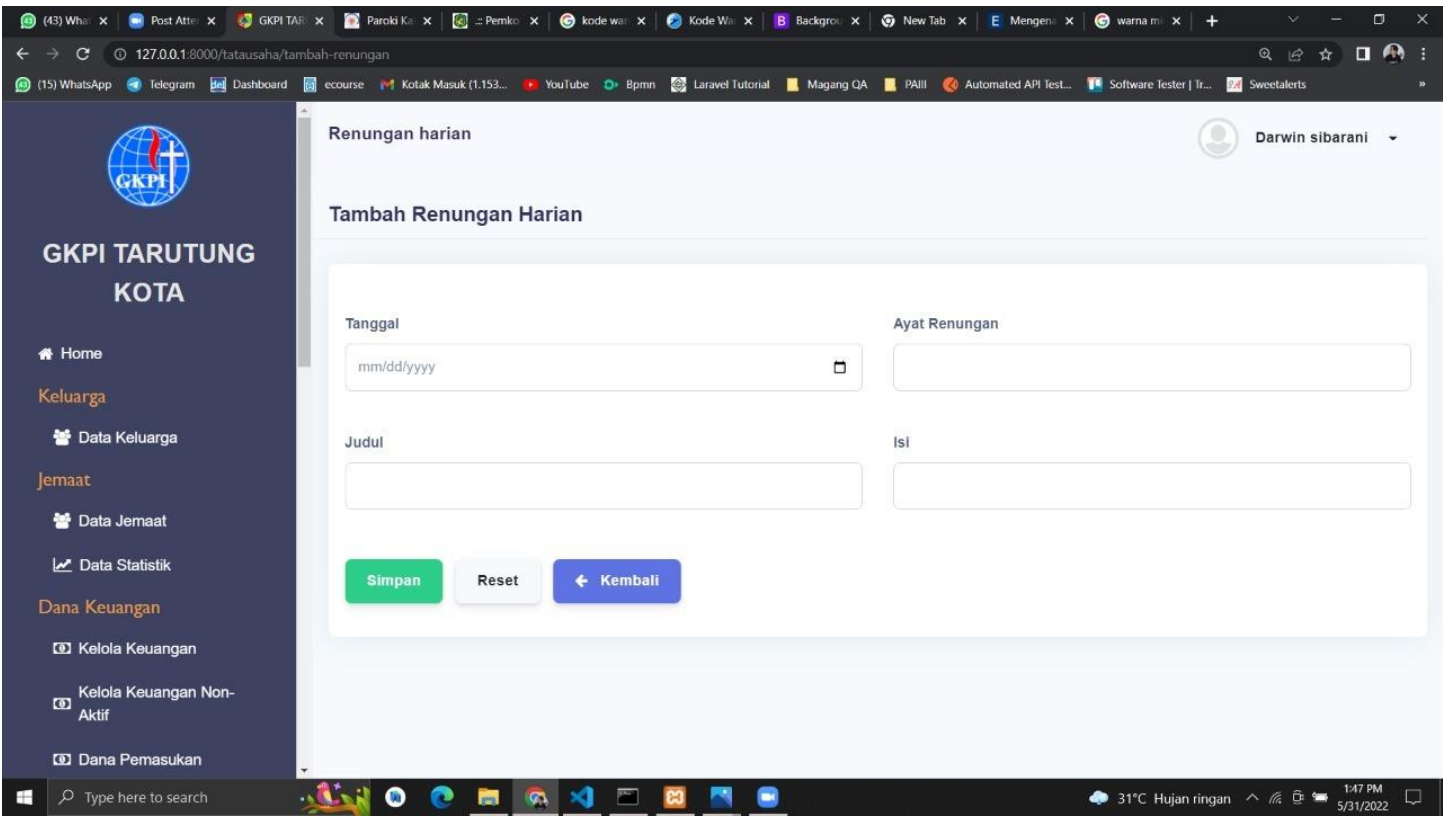 (43) What
Post Atte
GKPI TAR
Paroki Ka
.:: Pemko
kode war
Kode Wa
Backgrou
New Tab
Mengena
warna mi
127.0.0.1:8000/tatausaha/tambah-renungan
(15) WhatsApp
Telegram
del Dashboard
ecourse
Kotak Masuk (1.153...
YouTube
Bpmn
Laravel Tutorial
Magang QA
PAIII
Automated API Test...
Software Tester | Tr...
Sweetalerts
»
GKPI
GKPI TARUTUNG
KOTA
Home
Keluarga
Data Keluarga
Jemaat
Data Jemaat
Data Statistik
Dana Keuangan
Kelola Keuangan
Kelola Keuangan Non-
Aktif
Dana Pemasukan
Renungan harian
Darwin sibarani
Tambah Renungan Harian
Tanggal
Ayat Renungan
mm/dd/yyyy
Judul
Isi
Simpan
Reset
Kembali
Type here to search
31°C Hujan ringan
1:47 PM
5/31/2022